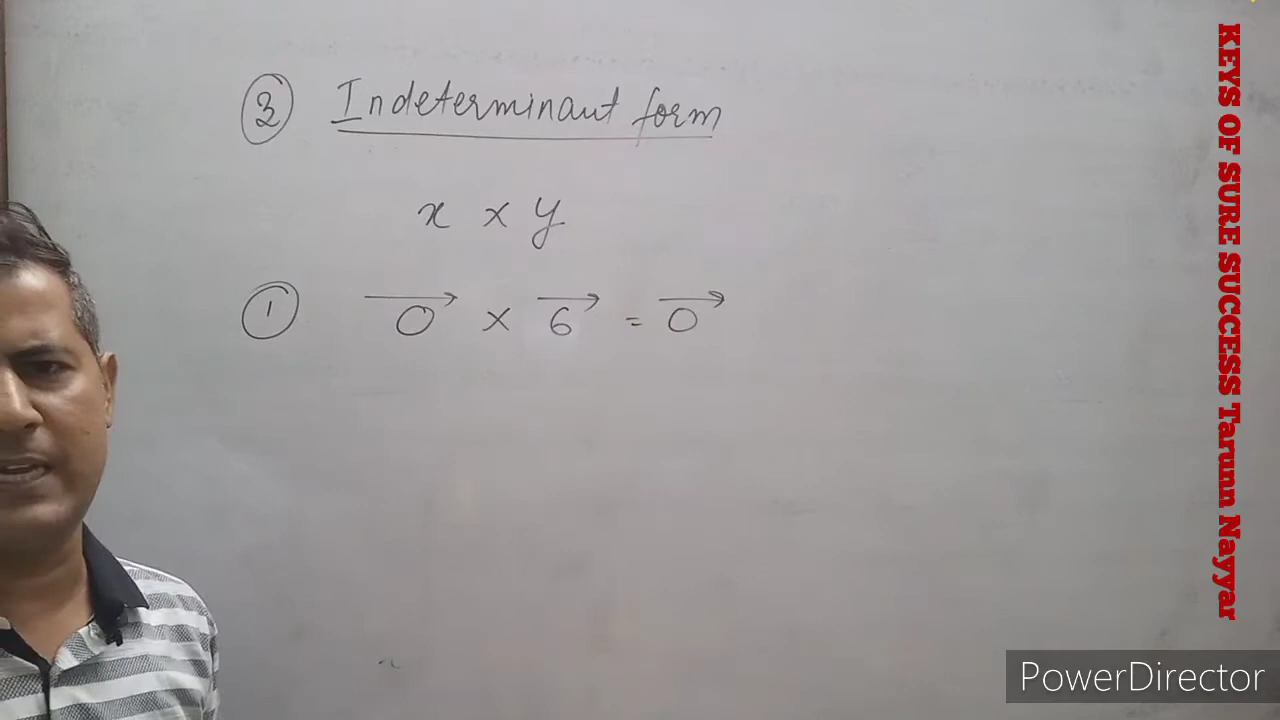 ③ Indeterminant form
x × y
① →0 × →6 = →0
KEYS OF SURE SUCCESS Tarunn Nayyar
PowerDirector